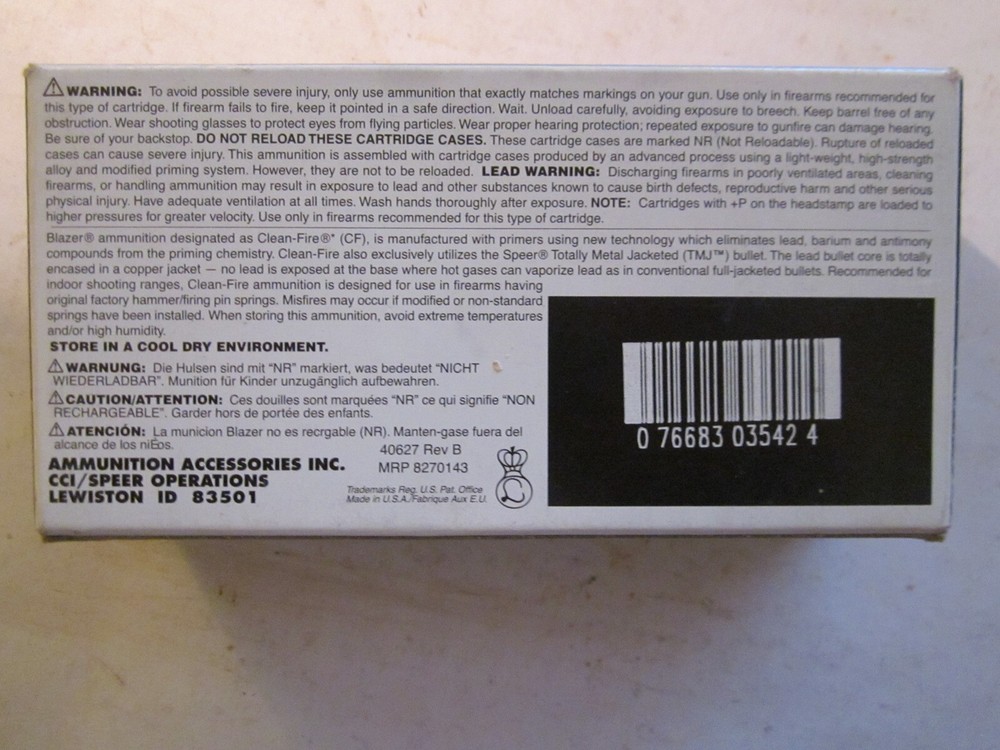 ⚠ WARNING: To avoid possible severe injury, only use ammunition that exactly matches markings on your gun. Use only in firearms recommended for
this type of cartridge. If firearm fails to fire, keep it pointed in a safe direction. Wait. Unload carefully, avoiding exposure to breech. Keep barrel free of any
obstruction. Wear shooting glasses to protect eyes from flying particles. Wear proper hearing protection; repeated exposure to gunfire can damage hearing.
Be sure of your backstop. DO NOT RELOAD THESE CARTRIDGE CASES. These cartridge cases are marked NR (Not Reloadable). Rupture of reloaded
cases can cause severe injury. This ammunition is assembled with cartridge cases produced by an advanced process using a light-weight, high-strength
alloy and modified priming system. However, they are not to be reloaded. LEAD WARNING: Discharging firearms in poorly ventilated areas, cleaning
firearms, or handling ammunition may result in exposure to lead and other substances known to cause birth defects, reproductive harm and other serious
physical injury. Have adequate ventilation at all times. Wash hands thoroughly after exposure. NOTE: Cartridges with +P on the headstamp are loaded to
higher pressures for greater velocity. Use only in firearms recommended for this type of cartridge.
Blazer® ammunition designated as Clean-Fire®* (CF), is manufactured with primers using new technology which eliminates lead, barium and antimony
compounds from the priming chemistry. Clean-Fire also exclusively utilizes the Speer® Totally Metal Jacketed (TMJ™) bullet. The lead bullet core is totally
encased in a copper jacket — no lead is exposed at the base where hot gases can vaporize lead as in conventional full-jacketed bullets. Recommended for
indoor shooting ranges, Clean-Fire ammunition is designed for use in firearms having
original factory hammer/firing pin springs. Misfires may occur if modified or non-standard
springs have been installed. When storing this ammunition, avoid extreme temperatures
and/or high humidity.
STORE IN A COOL DRY ENVIRONMENT.
⚠ WARNUNG: Die Hulsen sind mit "NR" markiert, was bedeutet "NICHT
WIEDERLADBAR". Munition für Kinder unzugänglich aufbewahren.
⚠ CAUTION/ATTENTION: Ces douilles sont marquées "NR" ce qui signifie "NON
RECHARGEABLE". Garder hors de portée des enfants.
⚠ ATENCIÓN: La municion Blazer no es recrgable (NR). Manten-gase fuera del
alcance de los niÉos.
40627 Rev B
MRP 8270143
AMMUNITION ACCESSORIES INC.
CCI/SPEER OPERATIONS
LEWISTON ID 83501
Trademarks Reg. U.S. Pat. Office
Made in U.S.A./Fabrique Aux E.U.
0 76683 03542 4